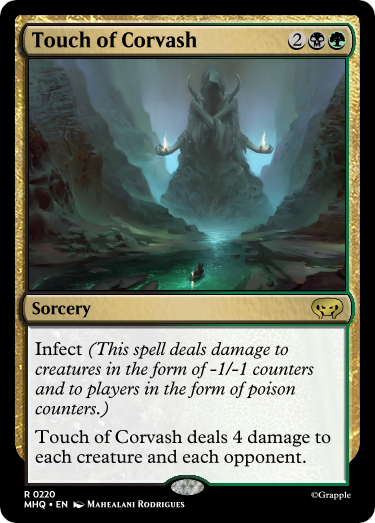 Touch of Corvash 2
Sorcery
Infect (This spell deals damage to
creatures in the form of -1/-1 counters
and to players in the form of poison
counters.)
Touch of Corvash deals 4 damage to
each creature and each opponent.
R 0220
MHQ • EN Mahealani Rodrigues
©Grapple